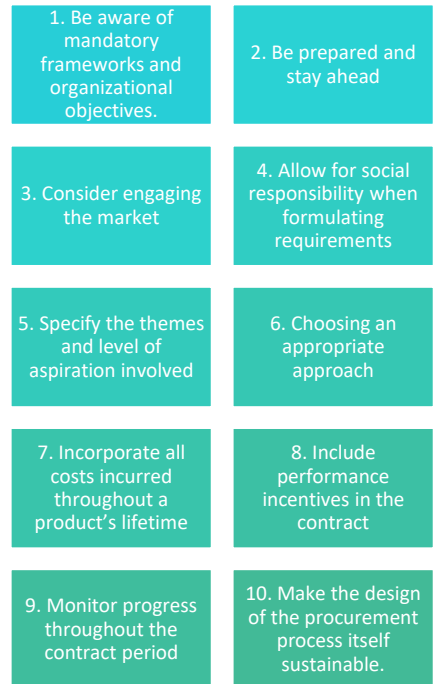 1. Be aware of
mandatory
frameworks and
organizational
objectives.
2. Be prepared and
stay ahead
3. Consider engaging
the market
4. Allow for social
responsibility when
formulating
requirements
5. Specify the themes
and level of
aspiration involved
6. Choosing an
appropriate
approach
7. Incorporate all
costs incurred
throughout a
product’s lifetime
8. Include
performance
incentives in the
contract
9. Monitor progress
throughout the
contract period
10. Make the design
of the procurement
process itself
sustainable.